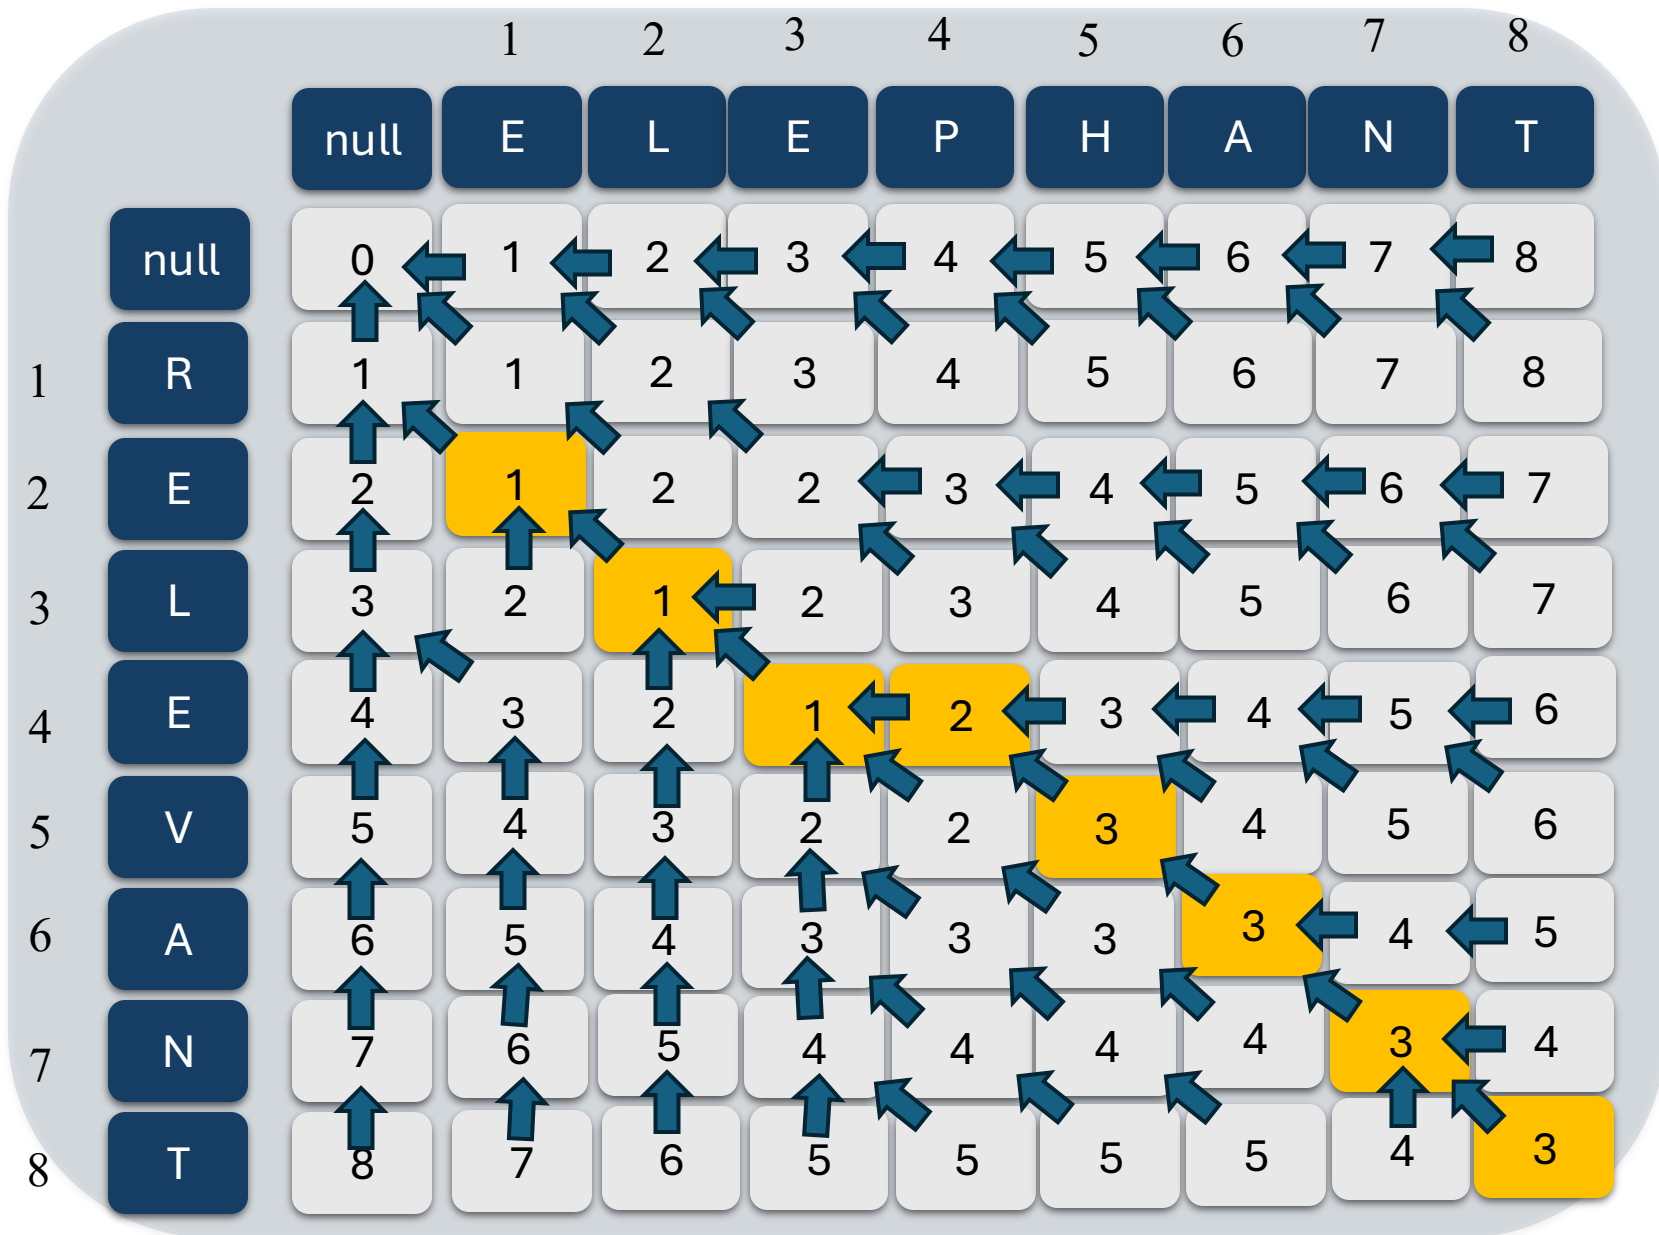 1 2 3 4 5 6 7 8
null E L E P H A N T
null 0 1 2 3 4 5 6 7 8
1 R 1 1 2 3 4 5 6 7 8
2 E 2 1 2 2 3 4 5 6 7
3 L 3 2 1 2 3 4 5 6 7
4 E 4 3 2 1 2 3 4 5 6
5 V 5 4 3 2 2 3 4 5 6
6 A 6 5 4 3 3 3 3 4 5
7 N 7 6 5 4 4 4 4 3 4
8 T 8 7 6 5 5 5 5 4 3